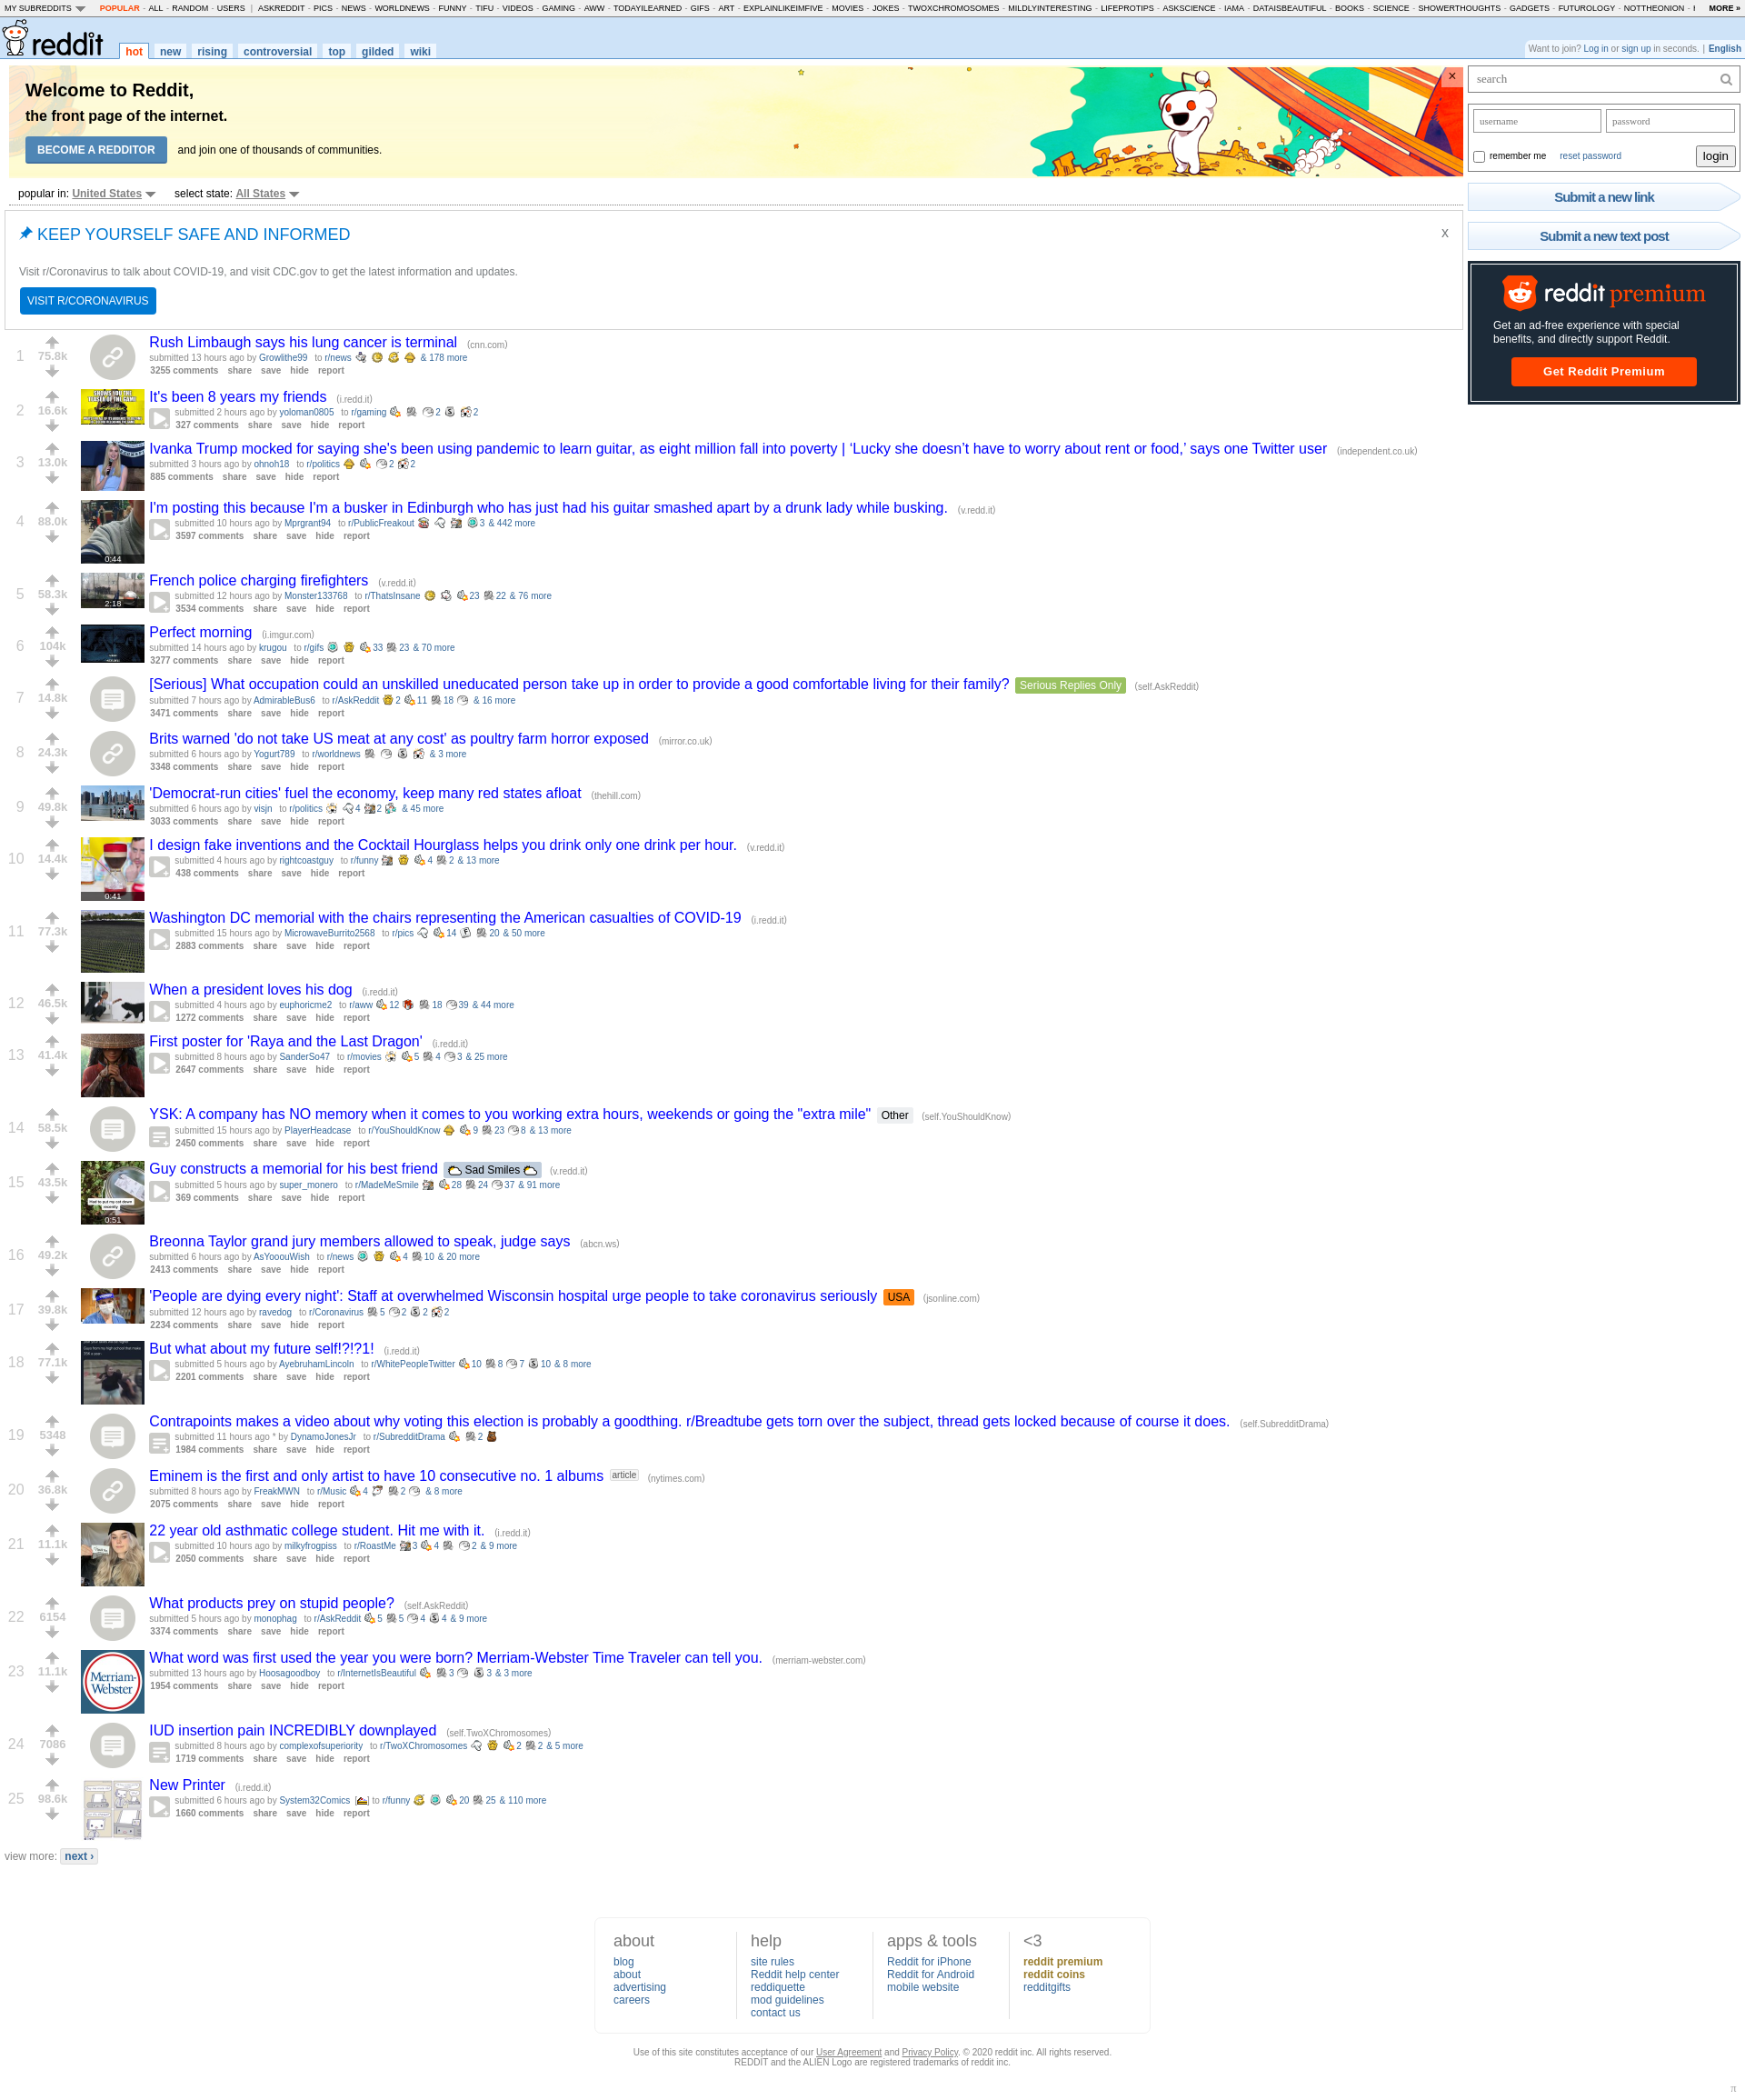 MY SUBREDDITS POPULAR - ALL - RANDOM - USERS | ASKREDDIT - PICS - NEWS - WORLDNEWS - FUNNY - TIFU - VIDEOS - GAMING - AWW - TODAYILEARNED - GIFS - ART - EXPLAINLIKEIMFIVE - MOVIES - JOKES - TWOXCHROMOSOMES - MILDLYINTERESTING - LIFEPROTIPS - ASKSCIENCE - IAMA - DATAISBEAUTIFUL - BOOKS - SCIENCE - SHOWERTHOUGHTS - GADGETS - FUTUROLOGY - NOTTHEONION - MORE »
reddit hot new rising controversial top gilded wiki
Want to join? Log in or sign up in seconds. | English
Welcome to Reddit,
the front page of the internet.
BECOME A REDDITOR and join one of thousands of communities.
×
popular in: United States select state: All States
search
username password
remember me reset password login
Submit a new link
Submit a new text post
reddit premium
Get an ad-free experience with special
benefits, and directly support Reddit.
Get Reddit Premium
KEEP YOURSELF SAFE AND INFORMED x
Visit r/Coronavirus to talk about COVID-19, and visit CDC.gov to get the latest information and updates.
VISIT R/CORONAVIRUS
1 75.8k Rush Limbaugh says his lung cancer is terminal (cnn.com)
submitted 13 hours ago by Growlithe99 to r/news & 178 more
3255 comments share save hide report
2 16.6k It's been 8 years my friends (i.redd.it)
submitted 2 hours ago by yoloman0805 to r/gaming 2 2
327 comments share save hide report
3 13.0k Ivanka Trump mocked for saying she's been using pandemic to learn guitar, as eight million fall into poverty | ‘Lucky she doesn’t have to worry about rent or food,’ says one Twitter user (independent.co.uk)
submitted 3 hours ago by ohnoh18 to r/politics 2 2
885 comments share save hide report
4 88.0k I'm posting this because I'm a busker in Edinburgh who has just had his guitar smashed apart by a drunk lady while busking. (v.redd.it)
submitted 10 hours ago by Mprgrant94 to r/PublicFreakout 3 & 442 more
3597 comments share save hide report
0:44
5 58.3k French police charging firefighters (v.redd.it)
submitted 12 hours ago by Monster133768 to r/ThatsInsane 23 22 & 76 more
3534 comments share save hide report
2:18
6 104k Perfect morning (i.imgur.com)
submitted 14 hours ago by krugou to r/gifs 33 23 & 70 more
3277 comments share save hide report
7 14.8k [Serious] What occupation could an unskilled uneducated person take up in order to provide a good comfortable living for their family? Serious Replies Only (self.AskReddit)
submitted 7 hours ago by AdmirableBus6 to r/AskReddit 2 11 18 & 16 more
3471 comments share save hide report
8 24.3k Brits warned 'do not take US meat at any cost' as poultry farm horror exposed (mirror.co.uk)
submitted 6 hours ago by Yogurt789 to r/worldnews & 3 more
3348 comments share save hide report
9 49.8k 'Democrat-run cities' fuel the economy, keep many red states afloat (thehill.com)
submitted 6 hours ago by visjn to r/politics 4 2 & 45 more
3033 comments share save hide report
10 14.4k I design fake inventions and the Cocktail Hourglass helps you drink only one drink per hour. (v.redd.it)
submitted 4 hours ago by rightcoastguy to r/funny 4 2 & 13 more
438 comments share save hide report
0:41
11 77.3k Washington DC memorial with the chairs representing the American casualties of COVID-19 (i.redd.it)
submitted 15 hours ago by MicrowaveBurrito2568 to r/pics 14 20 & 50 more
2883 comments share save hide report
12 46.5k When a president loves his dog (i.redd.it)
submitted 4 hours ago by euphoricme2 to r/aww 12 18 39 & 44 more
1272 comments share save hide report
13 41.4k First poster for 'Raya and the Last Dragon' (i.redd.it)
submitted 8 hours ago by SanderSo47 to r/movies 5 4 3 & 25 more
2647 comments share save hide report
14 58.5k YSK: A company has NO memory when it comes to you working extra hours, weekends or going the "extra mile" Other (self.YouShouldKnow)
submitted 15 hours ago by PlayerHeadcase to r/YouShouldKnow 9 23 8 & 13 more
2450 comments share save hide report
15 43.5k Guy constructs a memorial for his best friend Sad Smiles (v.redd.it)
submitted 5 hours ago by super_monero to r/MadeMeSmile 28 24 37 & 91 more
369 comments share save hide report
0:51
16 49.2k Breonna Taylor grand jury members allowed to speak, judge says (abcn.ws)
submitted 6 hours ago by AsYooouWish to r/news 4 10 & 20 more
2413 comments share save hide report
17 39.8k 'People are dying every night': Staff at overwhelmed Wisconsin hospital urge people to take coronavirus seriously USA (jsonline.com)
submitted 12 hours ago by ravedog to r/Coronavirus 5 2 2 2
2234 comments share save hide report
18 77.1k But what about my future self!?!?1! (i.redd.it)
submitted 5 hours ago by AyebruhamLincoln to r/WhitePeopleTwitter 10 8 7 10 & 8 more
2201 comments share save hide report
19 5348 Contrapoints makes a video about why voting this election is probably a goodthing. r/Breadtube gets torn over the subject, thread gets locked because of course it does. (self.SubredditDrama)
submitted 11 hours ago * by DynamoJonesJr to r/SubredditDrama 2
1984 comments share save hide report
20 36.8k Eminem is the first and only artist to have 10 consecutive no. 1 albums article (nytimes.com)
submitted 8 hours ago by FreakMWN to r/Music 4 2 & 8 more
2075 comments share save hide report
21 11.1k 22 year old asthmatic college student. Hit me with it. (i.redd.it)
submitted 10 hours ago by milkyfrogpiss to r/RoastMe 3 4 2 & 9 more
2050 comments share save hide report
22 6154 What products prey on stupid people? (self.AskReddit)
submitted 5 hours ago by monophag to r/AskReddit 5 5 4 4 & 9 more
3374 comments share save hide report
23 11.1k What word was first used the year you were born? Merriam-Webster Time Traveler can tell you. (merriam-webster.com)
submitted 13 hours ago by Hoosagoodboy to r/InternetIsBeautiful 3 3 & 3 more
1954 comments share save hide report
Merriam-
Webster
24 7086 IUD insertion pain INCREDIBLY downplayed (self.TwoXChromosomes)
submitted 8 hours ago by complexofsuperiority to r/TwoXChromosomes 2 2 & 5 more
1719 comments share save hide report
25 98.6k New Printer (i.redd.it)
submitted 6 hours ago by System32Comics [ ] to r/funny 20 25 & 110 more
1660 comments share save hide report
view more: next ›
about help apps & tools <3
blog site rules Reddit for iPhone reddit premium
about Reddit help center Reddit for Android reddit coins
advertising reddiquette mobile website redditgifts
careers mod guidelines
contact us
Use of this site constitutes acceptance of our User Agreement and Privacy Policy. © 2020 reddit inc. All rights reserved.
REDDIT and the ALIEN Logo are registered trademarks of reddit inc.
π